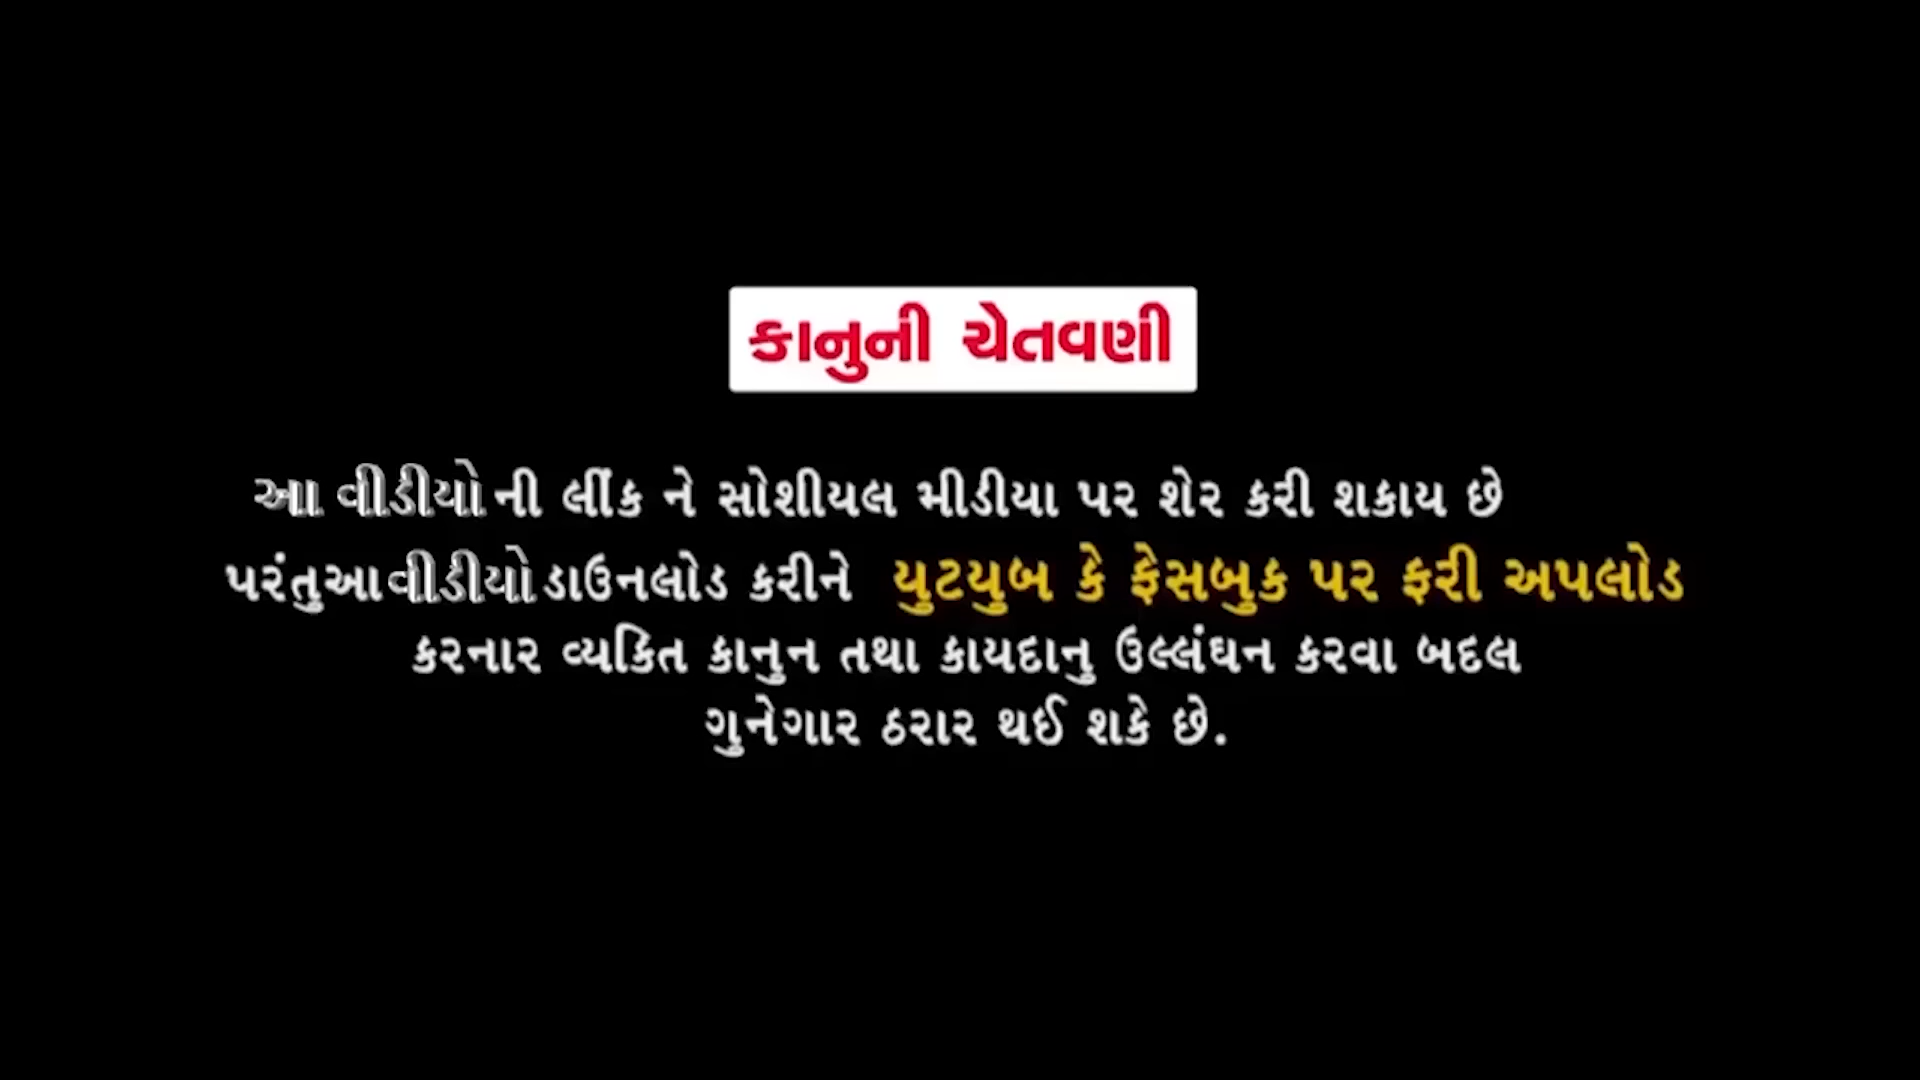 કાનુની ચેતવણી
આ વીડીયો ની લીંક ને સોશીયલ મીડીયા પર શેર કરી શકાય છે
પરંતુ આ વીડીયો ડાઉનલોડ કરીને યુટયુબ કે ફેસબુક પર ફરી અપલોડ
કરનાર વ્યકિત કાનુન તથા કાયદાનુ ઉલ્લંઘન કરવા બદલ
ગુનેગાર ઠરાર થઈ શકે છે.